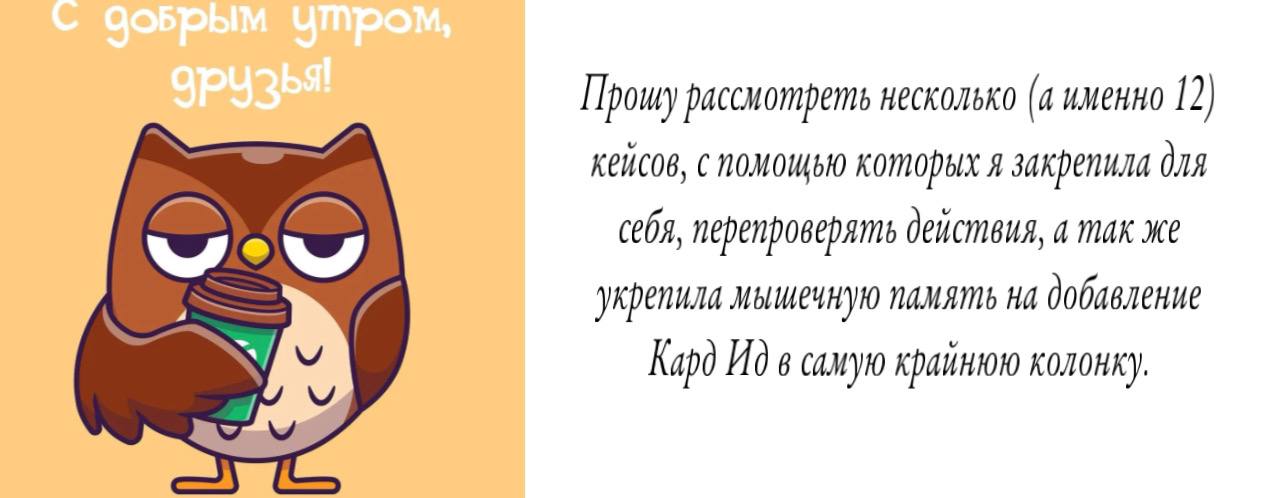 С добрым утром,
друзья!
Прошу рассмотреть несколько (а именно 12)
кейсов, с помощью которых я закрепила для
себя, перепроверять действия, а так же
укрепила мышечную память на добавление
Кард Ид в самую крайнюю колонку.